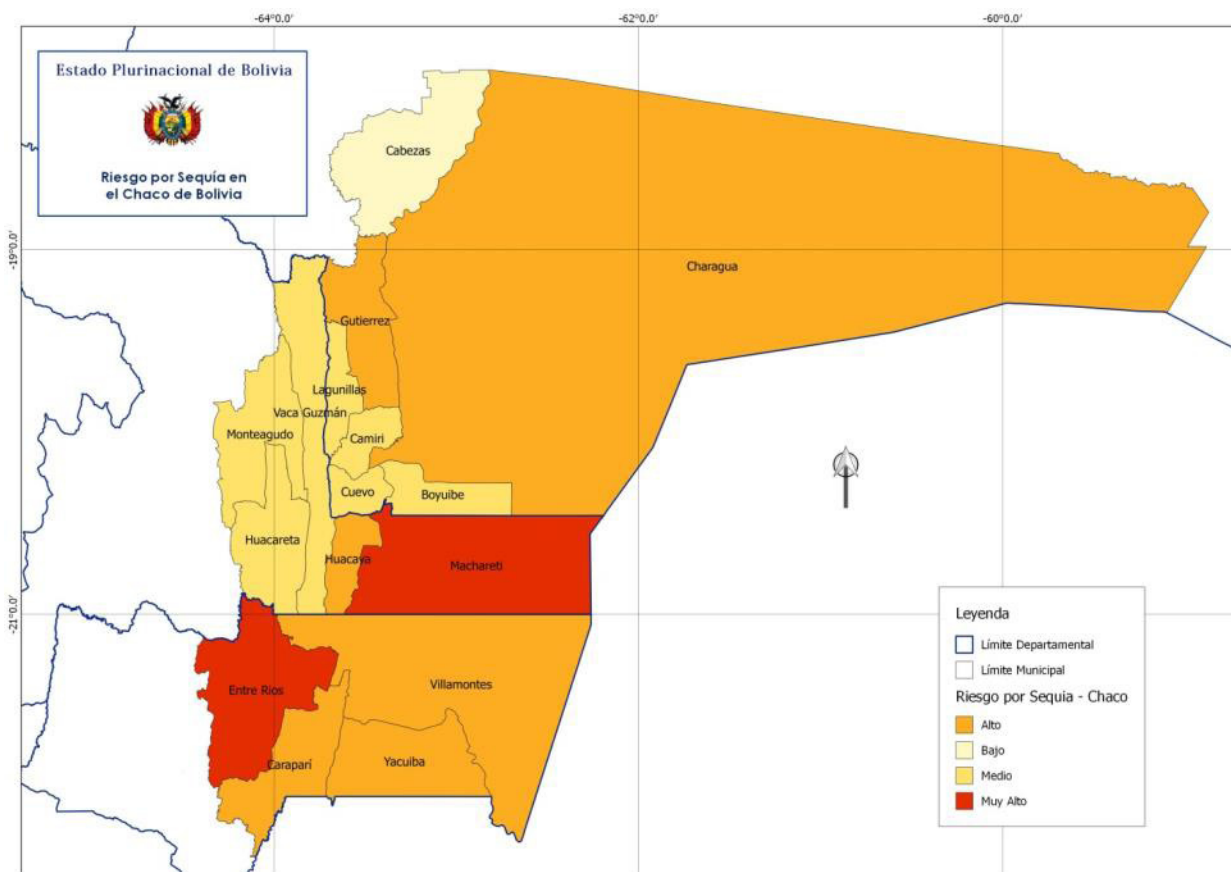 -64°0.0'
-62°0.0'
-60°0.0'
Estado Plurinacional de Bolivia
Riesgo por Sequía en
el Chaco de Bolivia
-19°0.0'
-21°0.0'
Cabezas
Charagua
Gutierrez
Lagunillas
Vaca Guzmán
Monteagudo
Camiri
Cuevo
Boyuibe
Huacareta
Huacaya
Machareti
Entre Rios
Villamontes
Caraparí
Yacuiba
Leyenda
Límite Departamental
Límite Municipal
Riesgo por Sequia - Chaco
Alto
Bajo
Medio
Muy Alto